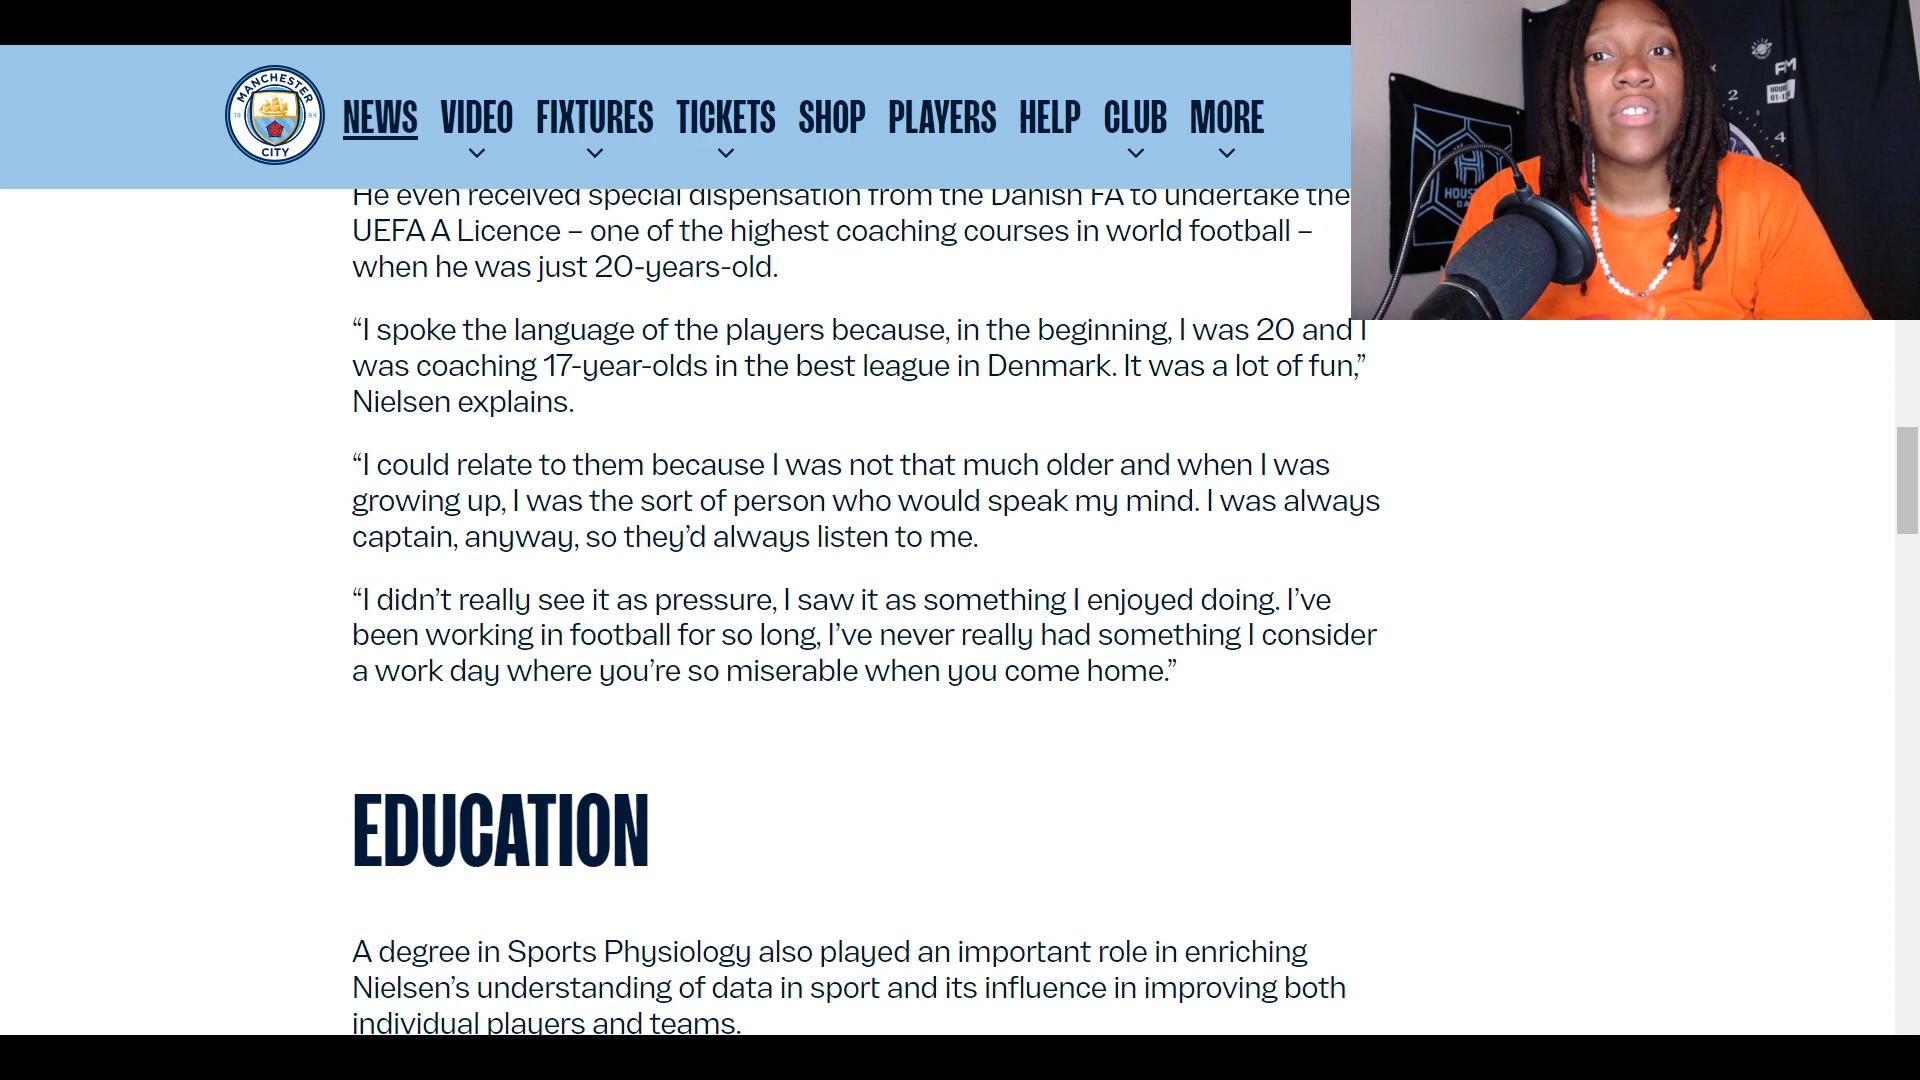 MANCHESTER
18 94
CITY
NEWS VIDEO FIXTURES TICKETS SHOP PLAYERS HELP CLUB MORE
He even received special dispensation from the Danish FA to undertake the
UEFA A Licence – one of the highest coaching courses in world football –
when he was just 20-years-old.
“I spoke the language of the players because, in the beginning, I was 20 and I
was coaching 17-year-olds in the best league in Denmark. It was a lot of fun,”
Nielsen explains.
“I could relate to them because I was not that much older and when I was
growing up, I was the sort of person who would speak my mind. I was always
captain, anyway, so they’d always listen to me.
“I didn’t really see it as pressure, I saw it as something I enjoyed doing. I’ve
been working in football for so long, I’ve never really had something I consider
a work day where you’re so miserable when you come home.”
EDUCATION
A degree in Sports Physiology also played an important role in enriching
Nielsen’s understanding of data in sport and its influence in improving both
individual players and teams.
2
4